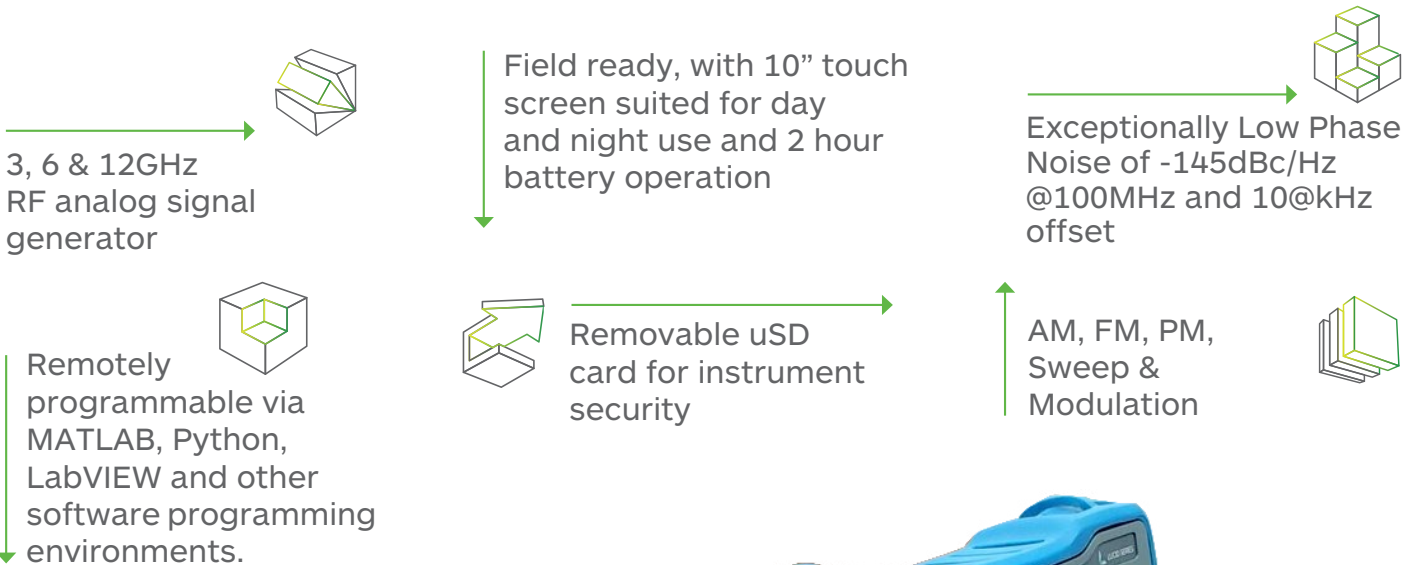 3, 6 & 12GHz
RF analog signal
generator
Field ready, with 10” touch
screen suited for day
and night use and 2 hour
battery operation
Exceptionally Low Phase
Noise of -145dBc/Hz
@100MHz and 10@kHz
offset
Remotely
programmable via
MATLAB, Python,
LabVIEW and other
software programming
environments.
Removable uSD
card for instrument
security
AM, FM, PM,
Sweep &
Modulation
LUCID SERIES